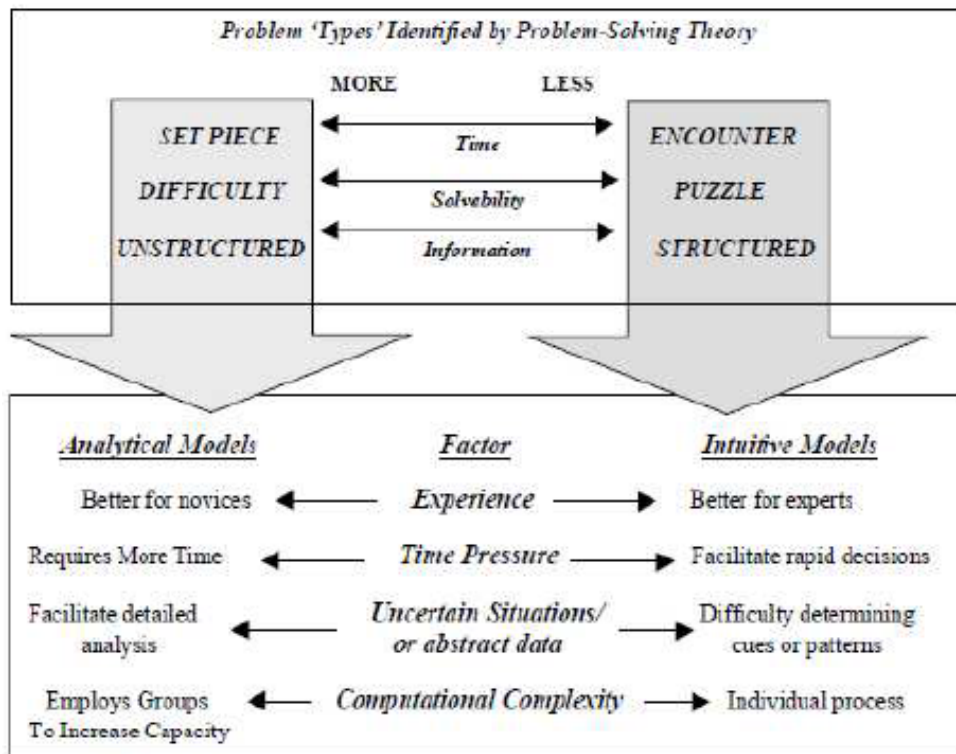 Problem ‘Types’ Identified by Problem-Solving Theory
MORE LESS
SET PIECE Time ENCOUNTER
DIFFICULTY Solvebility PUZZLE
UNSTRUCTURED Information STRUCTURED
Analytical Models Factor Intuitive Models
Better for novices Experience Better for experts
Requires More Time Time Pressure Facilitate rapid decisions
Facilitate detailed Uncertain Situations/ Difficulty determining
analysis or abstract data cues or patterns
Employs Groups Computational Complexity Individual process
To Increase Capacity